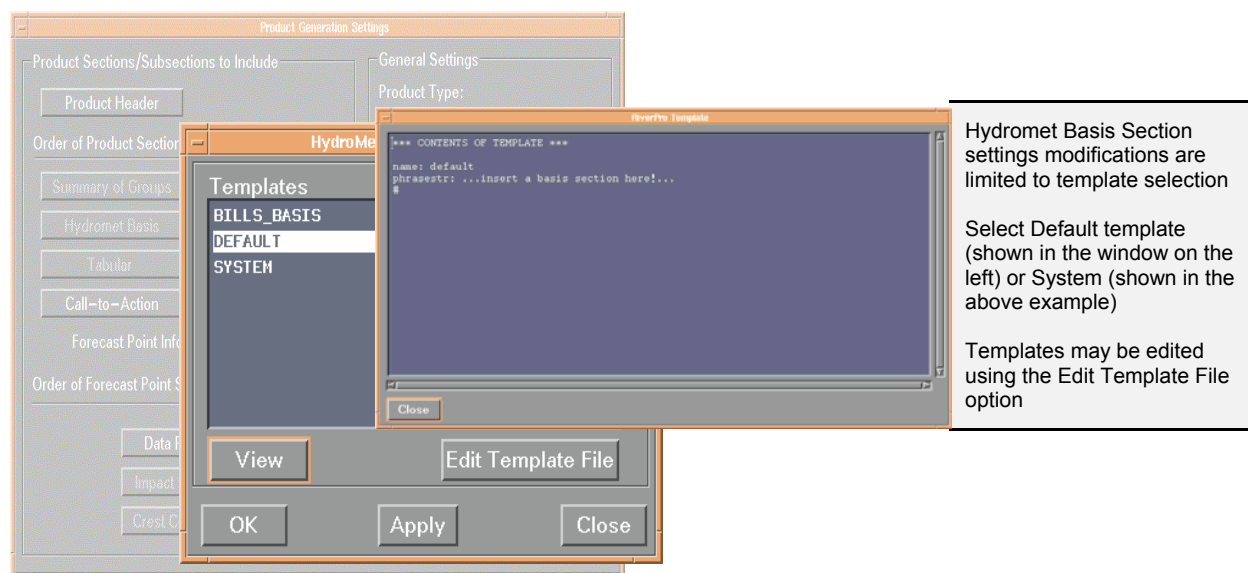 Product Generation Settings
Product Sections/Subsections to Include
General Settings
Product Header
Product Type:
Order of Product Section
Summary of Groups
Hydromet Basis
Tabular
Call-to-Action
Forecast Point Inf
Order of Forecast Point S
Data
Impact
Crest C
HydroMe
Templates
BILLS_BASIS
DEFAULT
SYSTEM
View
Edit Template File
OK
Apply
Close
RiverPro Template
*** CONTENTS OF TEMPLATE ***
name: default
phrasestr: ...insert a basis section here!...
#
Close
Hydromet Basis Section
settings modifications are
limited to template selection
Select Default template
(shown in the window on the
left) or System (shown in the
above example)
Templates may be edited
using the Edit Template File
option